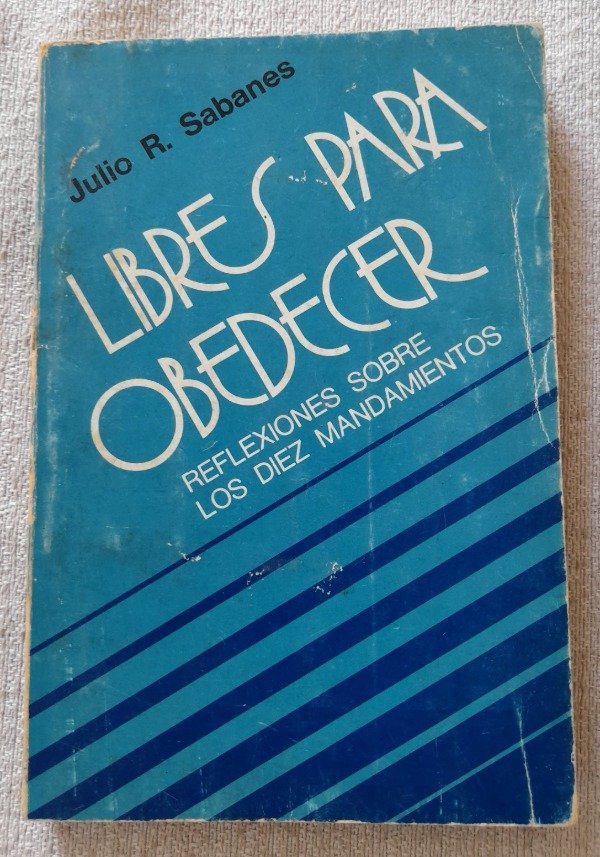 Julio R. Sabanes
LIBRES PARA
OBEDECER
REFLEXIONES SOBRE
LOS DIEZ MANDAMIENTOS